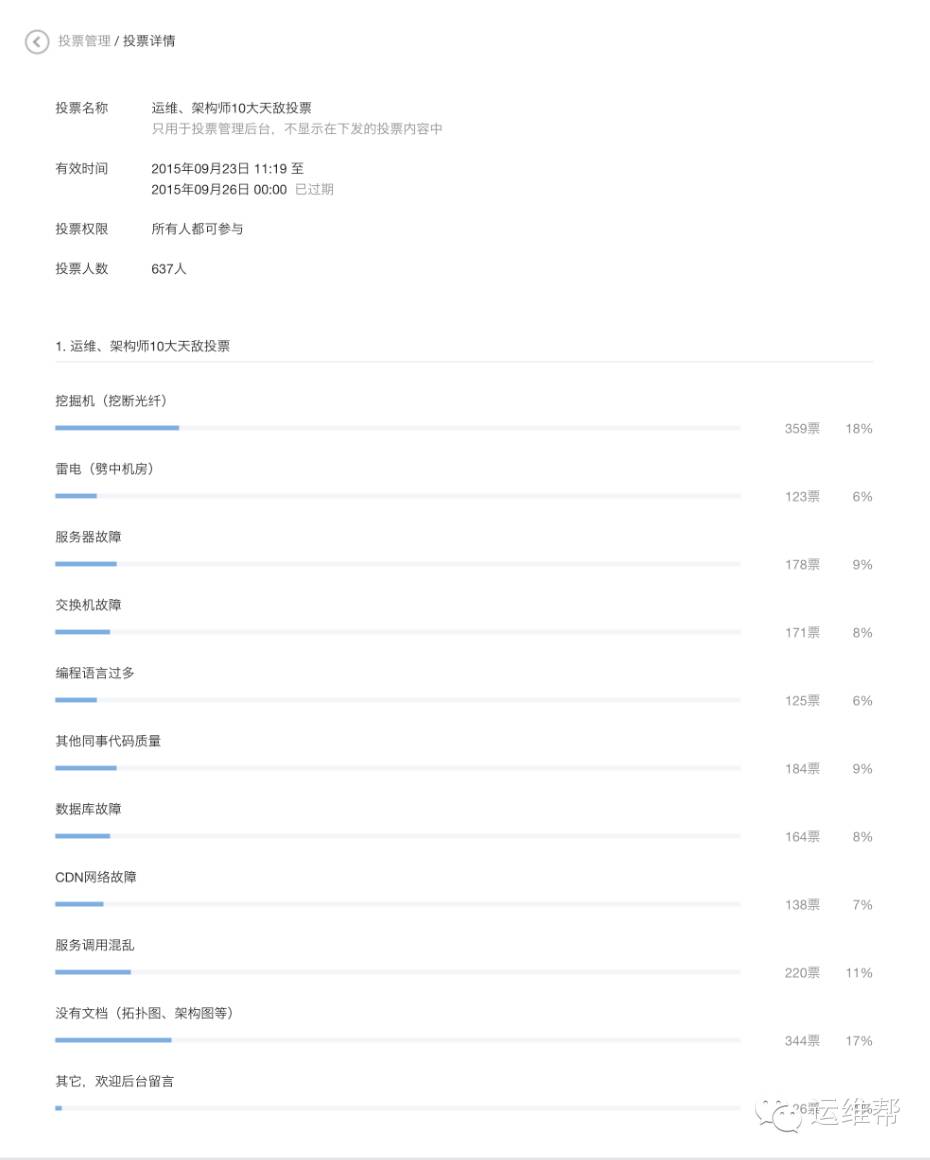 投票管理 / 投票详情
投票名称 运维、架构师10大天敌投票
只用于投票管理后台，不显示在下发的投票内容中
有效时间 2015年09月23日 11:19 至
2015年09月26日 00:00 已过期
投票权限 所有人都可参与
投票人数 637人
1. 运维、架构师10大天敌投票
挖掘机（挖断光纤）
359票 18%
雷电（劈中机房）
123票 6%
服务器故障
178票 9%
交换机故障
171票 8%
编程语言过多
125票 6%
其他同事代码质量
184票 9%
数据库故障
164票 8%
CDN网络故障
138票 7%
服务调用混乱
220票 11%
没有文档（拓扑图、架构图等）
344票 17%
其它，欢迎后台留言
运维帮